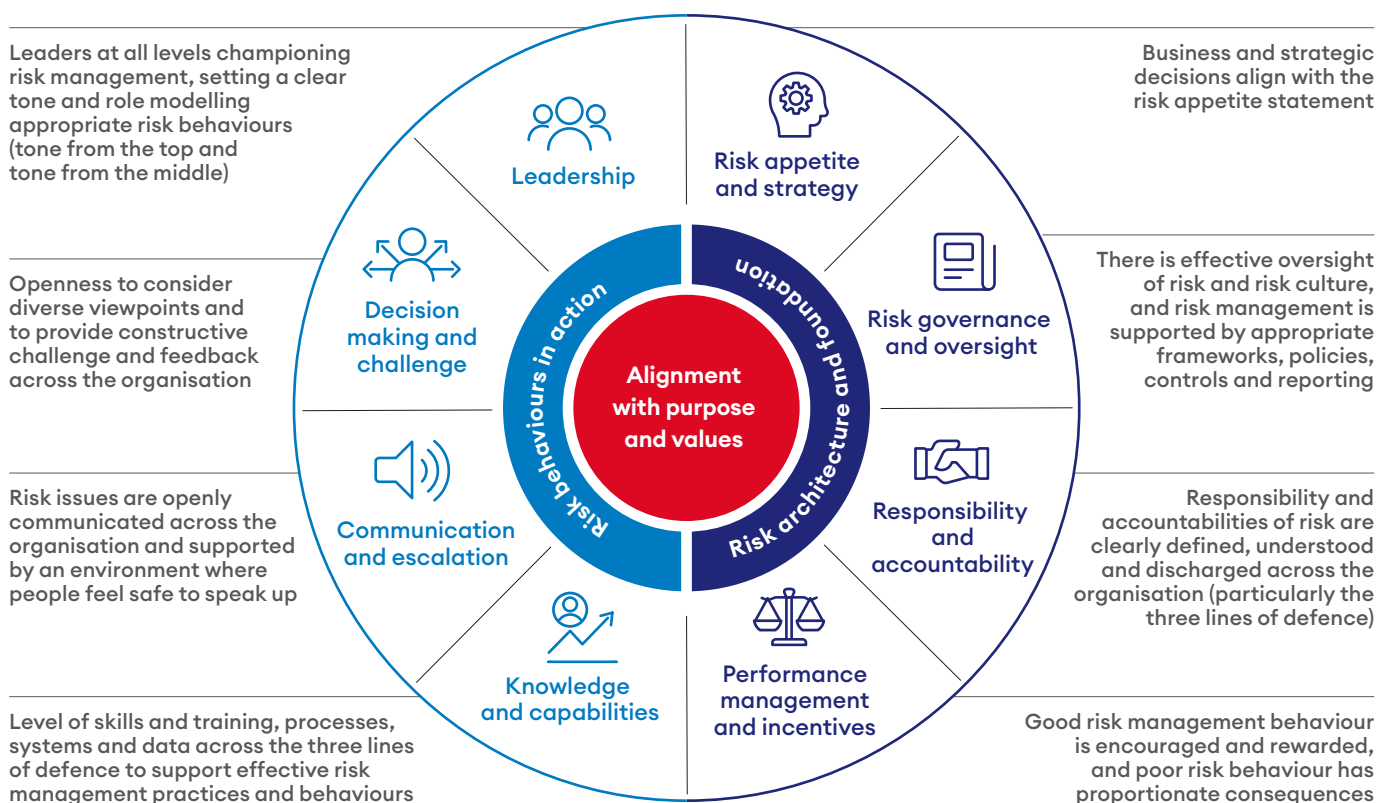 Leaders at all levels championing
risk management, setting a clear
tone and role modelling
appropriate risk behaviours
(tone from the top and
tone from the middle)
Openness to consider
diverse viewpoints and
to provide constructive
challenge and feedback
across the organisation
Risk issues are openly
communicated across the
organisation and supported
by an environment where
people feel safe to speak up
Level of skills and training, processes,
systems and data across the three lines
of defence to support effective risk
management practices and behaviours
Leadership
Decision
making and
challenge
Communication
and escalation
Knowledge
and capabilities
Risk behaviours in action
Alignment
with purpose
and values
Risk architecture and foundation
Risk appetite
and strategy
Risk governance
and oversight
Responsibility
and
accountability
Performance
management
and incentives
Business and strategic
decisions align with the
risk appetite statement
There is effective oversight
of risk and risk culture,
and risk management is
supported by appropriate
frameworks, policies,
controls and reporting
Responsibility and
accountabilities of risk are
clearly defined, understood
and discharged across the
organisation (particularly the
three lines of defence)
Good risk management behaviour
is encouraged and rewarded,
and poor risk behaviour has
proportionate consequences